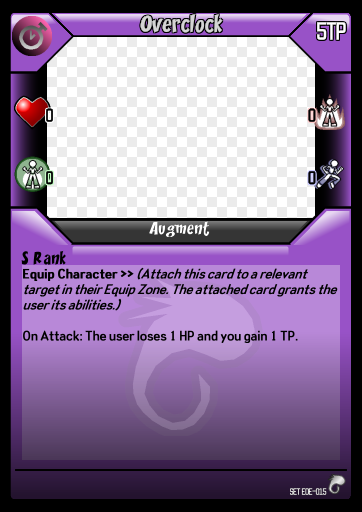 Overclock
5TP
0
0
0
0
Augment
S Rank
Equip Character >> (Attach this card to a relevant
target in their Equip Zone. The attached card grants the
user its abilities.)
On Attack: The user loses 1 HP and you gain 1 TP.
SET EOE-015